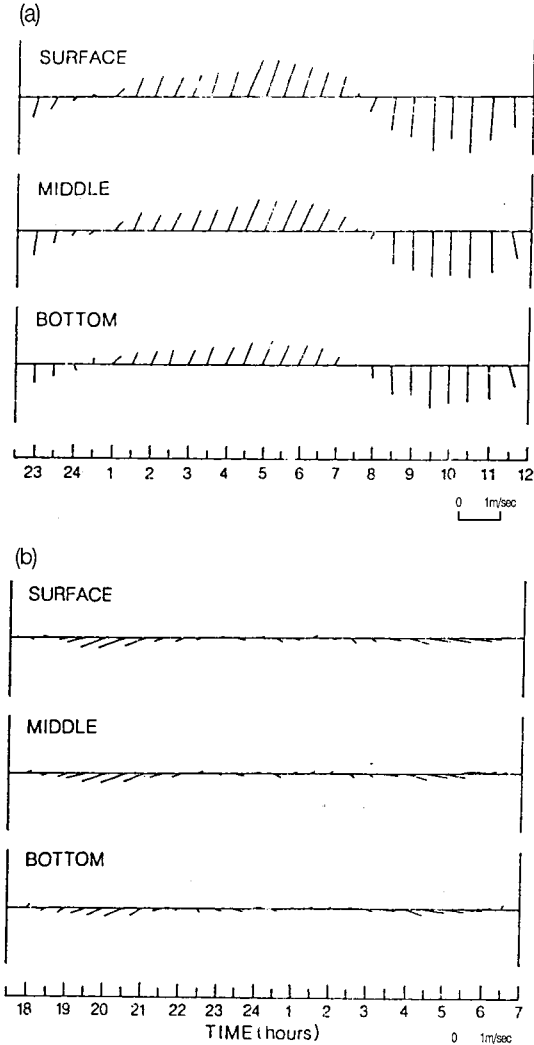 (a)
SURFACE
MIDDLE
BOTTOM
23 24 1 2 3 4 5 6 7 8 9 10 11 12
0 1m/sec
(b)
SURFACE
MIDDLE
BOTTOM
18 19 20 21 22 23 24 1 2 3 4 5 6 7
TIME (hours)
0 1m/sec